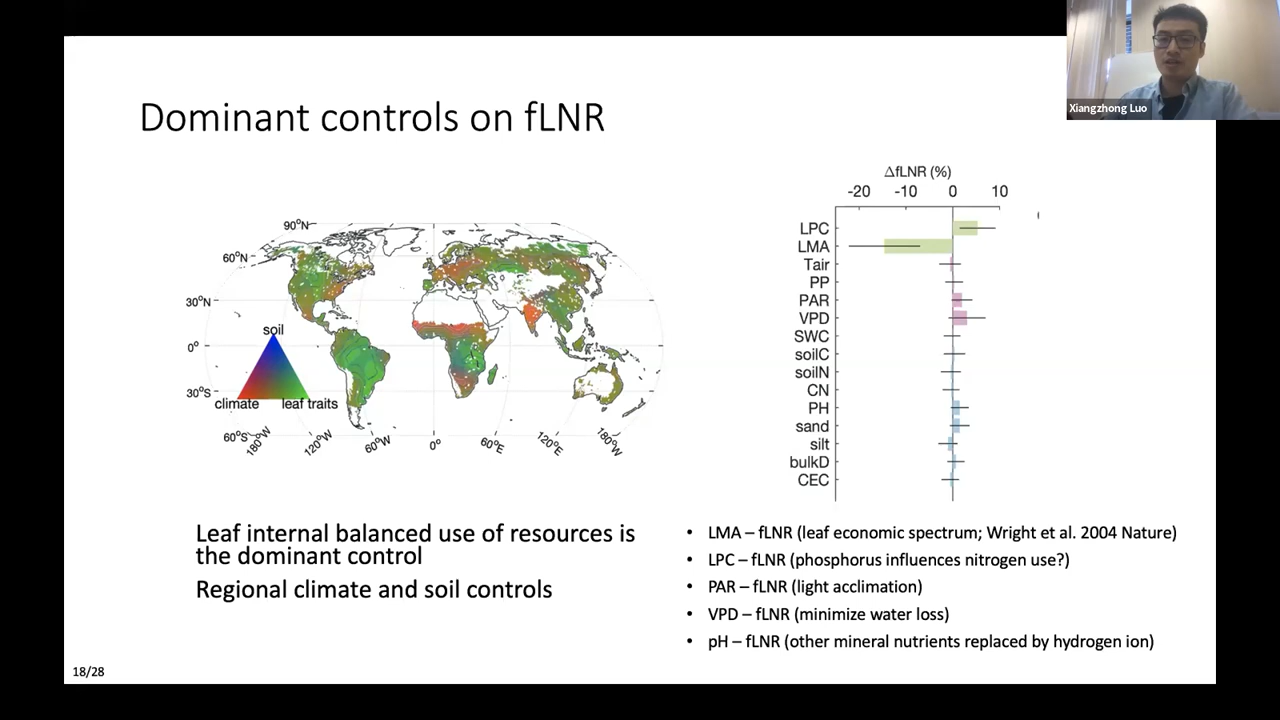 Xiangzhong Luo
Dominant controls on fLNR
90°N
60°N
30°N
0°
30°S
60°S
180°W
120°W
60°W
0°
60°E
120°E
180°W
soil
climate
leaf traits
ΔfLNR (%)
-20 -10 0 10
LPC
LMA
Tair
PP
PAR
VPD
SWC
soilC
soilN
CN
PH
sand
silt
bulkD
CEC
Leaf internal balanced use of resources is
the dominant control
Regional climate and soil controls
• LMA – fLNR (leaf economic spectrum; Wright et al. 2004 Nature)
• LPC – fLNR (phosphorus influences nitrogen use?)
• PAR – fLNR (light acclimation)
• VPD – fLNR (minimize water loss)
• pH – fLNR (other mineral nutrients replaced by hydrogen ion)
18/28